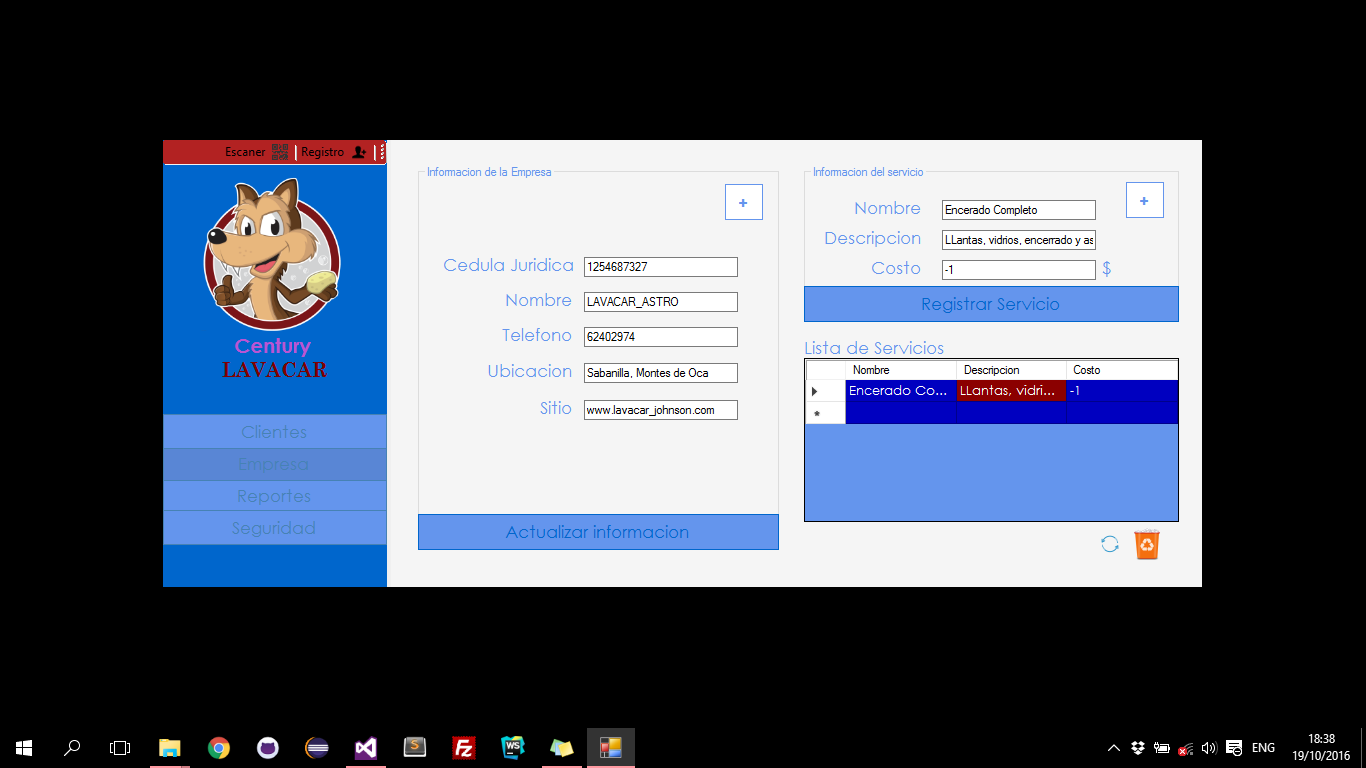 Escaner Registro
Century
LAVACAR
Clientes
Empresa
Reportes
Seguridad
Informacion de la Empresa
+
Cedula Juridica 1254687327
Nombre LAVACAR_ASTRO
Telefono 62402974
Ubicacion Sabanilla, Montes de Oca
Sitio www.lavacar_johnson.com
Actualizar informacion
Informacion del servicio
+
Nombre Encerado Completo
Descripcion LLantas, vidrios, encerrado y as
Costo -1 $
Registrar Servicio
Lista de Servicios
Nombre Descripcion Costo
Encerado Co... LLantas, vidri... -1
*
ENG
18:38
19/10/2016